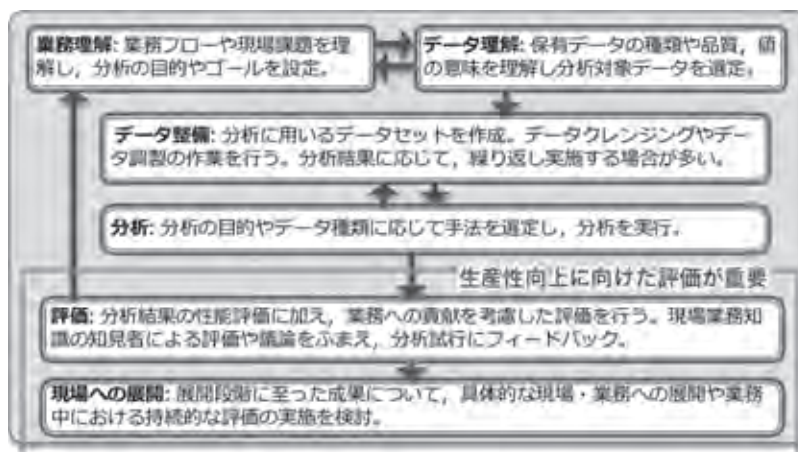 業務理解: 業務フローや現場課題を理
解し，分析の目的やゴールを設定。
データ理解: 保有データの種類や品質，値
の意味を理解し分析対象データを選定。
データ整備: 分析に用いるデータセットを作成。データクレンジングやデー
タ調製の作業を行う。分析結果に応じて，繰り返し実施する場合が多い。
分析: 分析の目的やデータ種類に応じて手法を選定し，分析を実行。
生産性向上に向けた評価が重要
評価: 分析結果の性能評価に加え，業務への貢献を考慮した評価を行う。現場業務知
識の知見者による評価や議論をふまえ，分析試行にフィードバック。
現場への展開: 展開段階に至った成果について，具体的な現場・業務への展開や業務
中における持続的な評価の実施を検討。